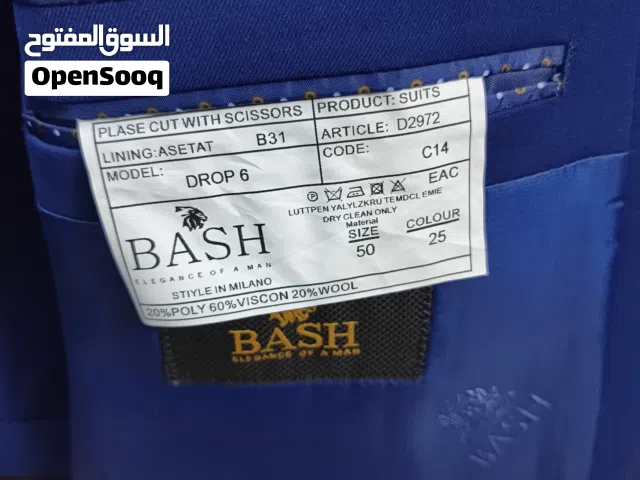 السوق المفتوح
OpenSooq
PLASE CUT WITH SCISSORS
PRODUCT: SUITS
LINING:ASETAT B31
ARTICLE: D2972
MODEL: DROP 6
CODE: C14
EAC
LUTTPEN YALYLZKRU TEMDCL EMIE
DRY CLEAN ONLY
Material
SIZE COLOUR
50 25
BASH
ELEGANCE OF A MAN
STIYLE IN MILANO
20%POLY 60%VISCON 20%WOOL
BASH
ELEGANCE OF A MAN
BASH